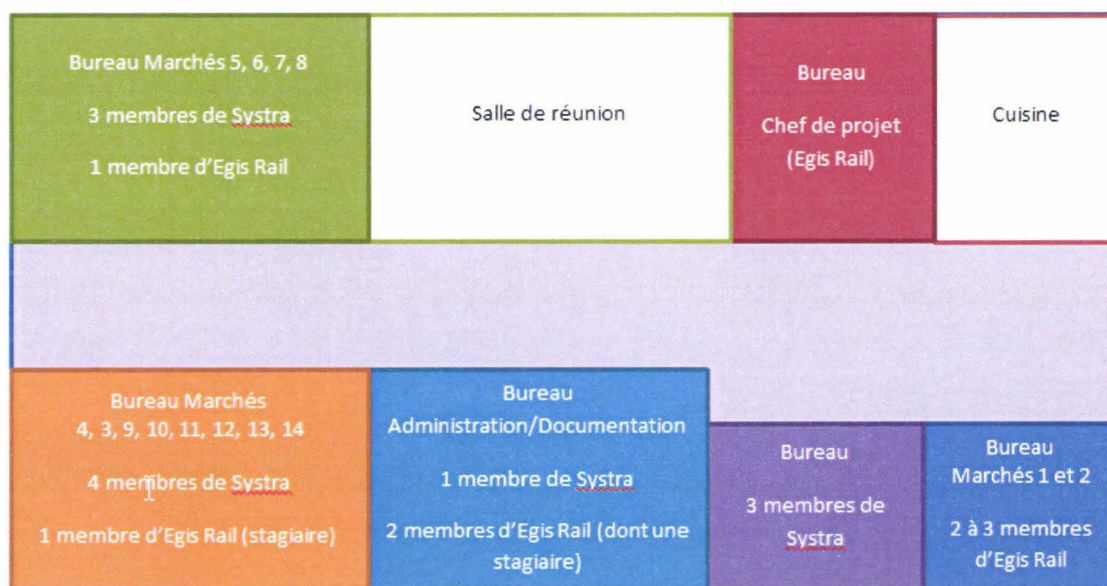 Bureau Marchés 5, 6, 7, 8
3 membres de Systra
1 membre d'Egis Rail
Salle de réunion
Bureau
Chef de projet
(Egis Rail)
Cuisine
Bureau Marchés
4, 3, 9, 10, 11, 12, 13, 14
4 membres de Systra
1 membre d'Egis Rail (stagiaire)
Bureau
Administration/Documentation
1 membre de Systra
2 membres d'Egis Rail (dont une
stagiaire)
Bureau
3 membres de
Systra
Bureau
Marchés 1 et 2
2 à 3 membres
d'Egis Rail